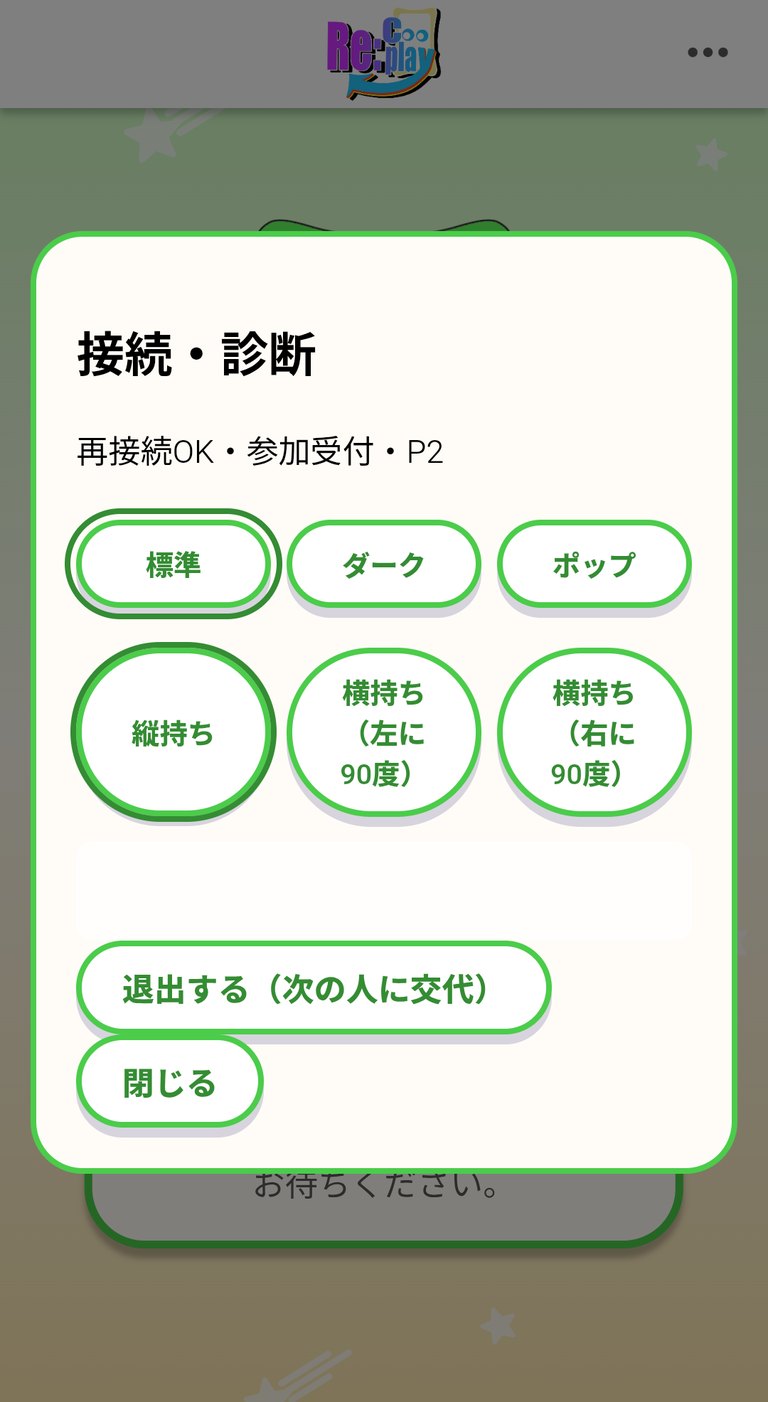 Re:Coo
play
接続・診断
再接続OK・参加受付・P2
標準
ダーク
ポップ
縦持ち
横持ち
（左に
90度）
横持ち
（右に
90度）
退出する（次の人に交代）
閉じる
お待ちください。